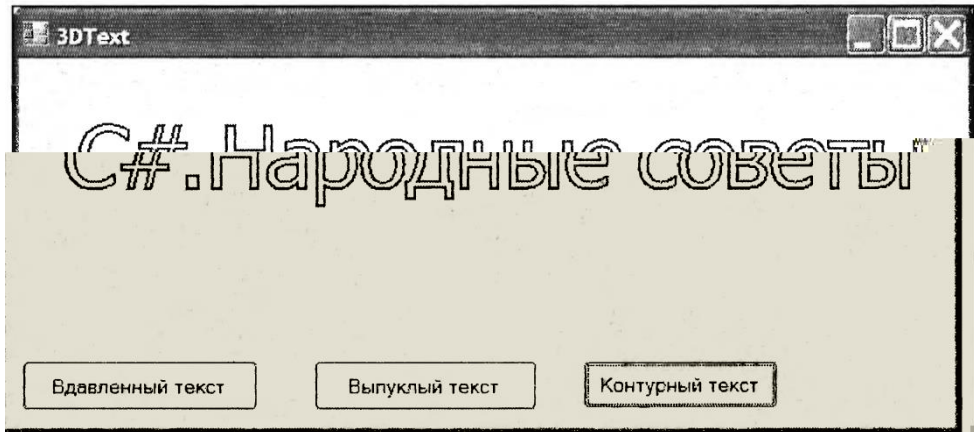 3DText
C#.Народные советы
Вдавленный текст
Выпуклый текст
Контурный текст